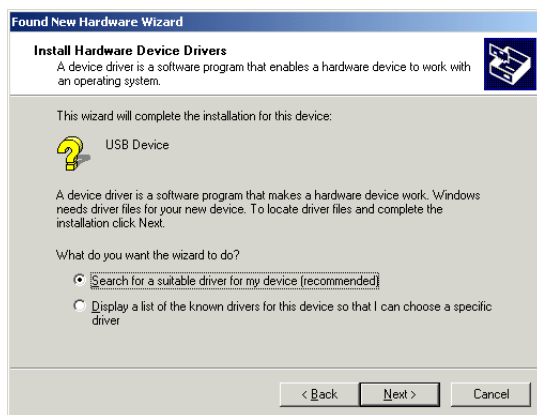 Found New Hardware Wizard
Install Hardware Device Drivers
A device driver is a software program that enables a hardware device to work with
an operating system.
This wizard will complete the installation for this device:
USB Device
A device driver is a software program that makes a hardware device work. Windows
needs driver files for your new device. To locate driver files and complete the
installation click Next.
What do you want the wizard to do?
Search for a suitable driver for my device (recommended)
Display a list of the known drivers for this device so that I can choose a specific
driver
< Back
Next >
Cancel